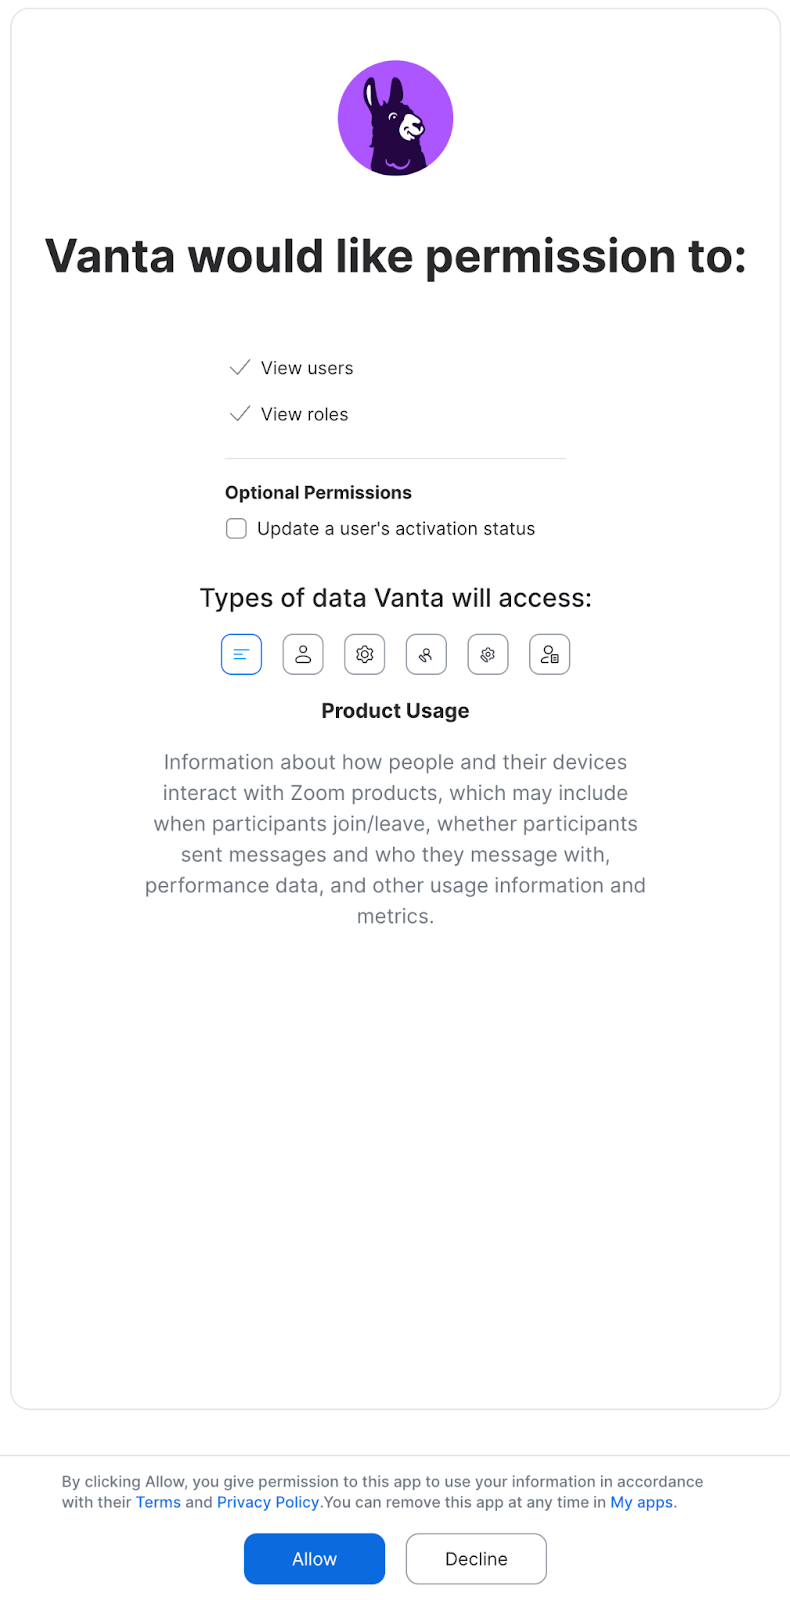 Vanta would like permission to:
View users
View roles
Optional Permissions
Update a user's activation status
Types of data Vanta will access:
Product Usage
Information about how people and their devices
interact with Zoom products, which may include
when participants join/leave, whether participants
sent messages and who they message with,
performance data, and other usage information and
metrics.
By clicking Allow, you give permission to this app to use your information in accordance
with their Terms and Privacy Policy.You can remove this app at any time in My apps.
Allow
Decline